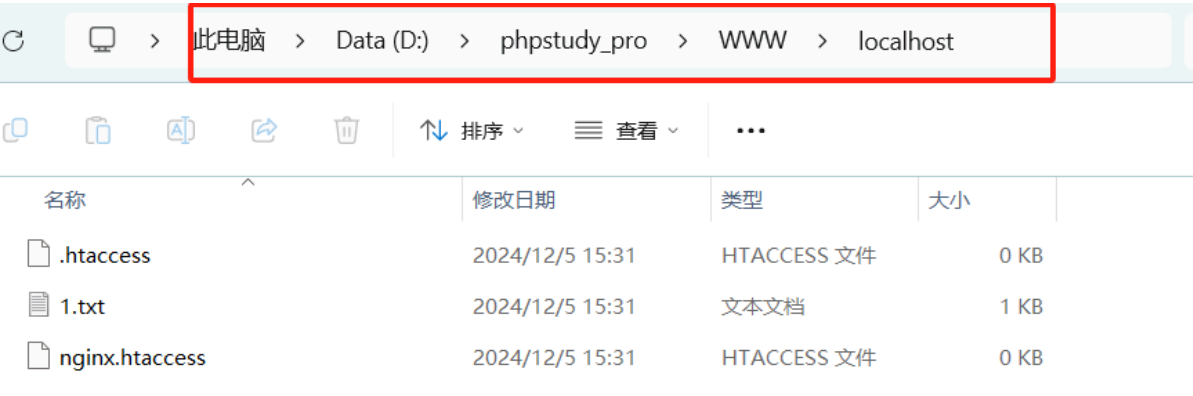 此电脑 > Data (D:) > phpstudy_pro > WWW > localhost
排序 查看 •••
名称 修改日期 类型 大小
.htaccess 2024/12/5 15:31 HTACCESS 文件 0 KB
1.txt 2024/12/5 15:31 文本文档 1 KB
nginx.htaccess 2024/12/5 15:31 HTACCESS 文件 0 KB